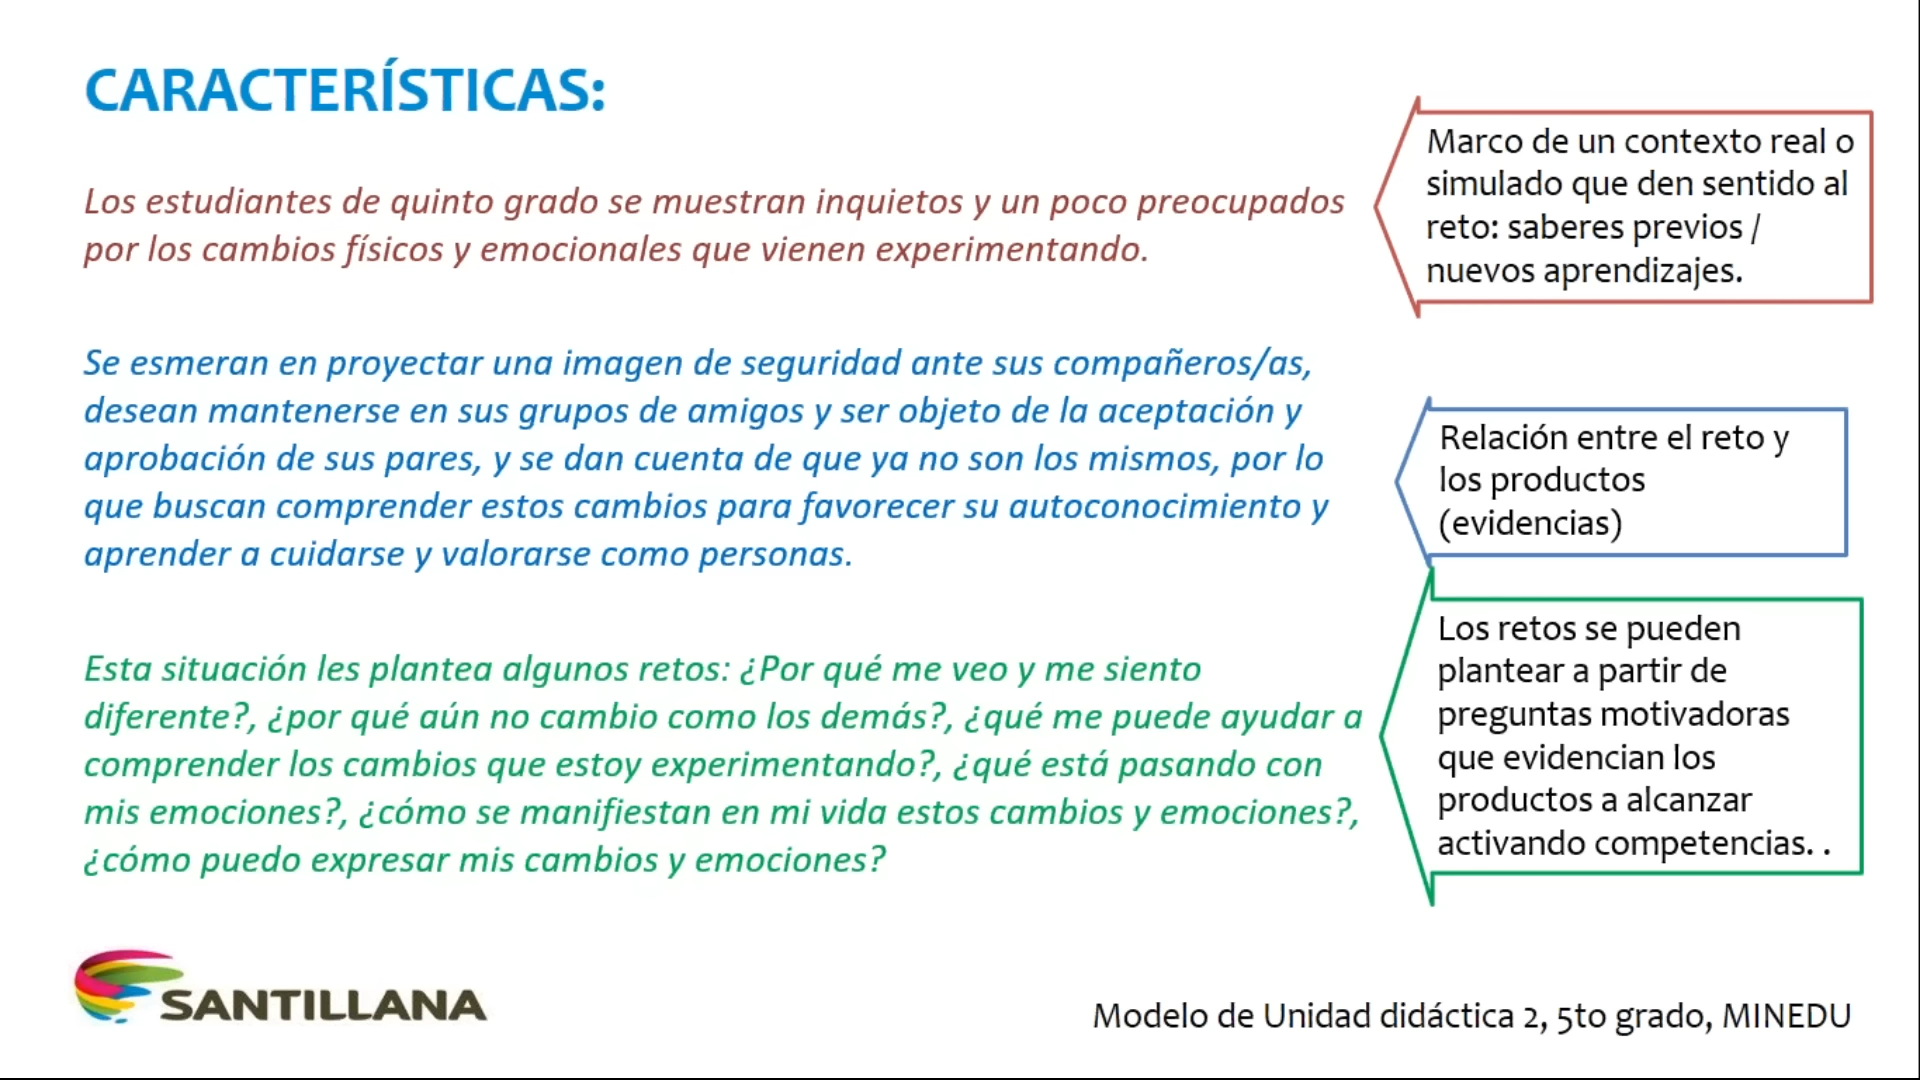 CARACTERÍSTICAS:
Los estudiantes de quinto grado se muestran inquietos y un poco preocupados
por los cambios físicos y emocionales que vienen experimentando.
Marco de un contexto real o
simulado que den sentido al
reto: saberes previos /
nuevos aprendizajes.
Se esmeran en proyectar una imagen de seguridad ante sus compañeros/as,
desean mantenerse en sus grupos de amigos y ser objeto de la aceptación y
aprobación de sus pares, y se dan cuenta de que ya no son los mismos, por lo
que buscan comprender estos cambios para favorecer su autoconocimiento y
aprender a cuidarse y valorarse como personas.
Relación entre el reto y
los productos
(evidencias)
Esta situación les plantea algunos retos: ¿Por qué me veo y me siento
diferente?, ¿por qué aún no cambio como los demás?, ¿qué me puede ayudar a
comprender los cambios que estoy experimentando?, ¿qué está pasando con
mis emociones?, ¿cómo se manifiestan en mi vida estos cambios y emociones?,
¿cómo puedo expresar mis cambios y emociones?
Los retos se pueden
plantear a partir de
preguntas motivadoras
que evidencian los
productos a alcanzar
activando competencias. .
SANTILLANA
Modelo de Unidad didáctica 2, 5to grado, MINEDU